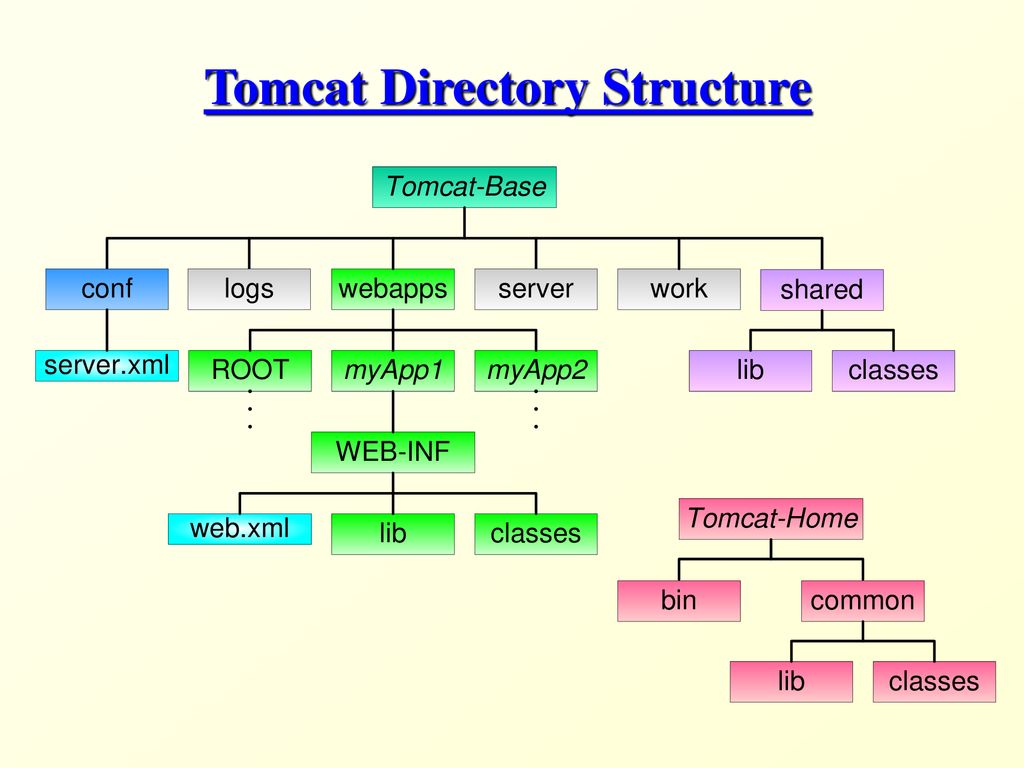 Tomcat Directory Structure
Tomcat-Base
conf
logs
webapps
server
work
shared
server.xml
ROOT
myApp1
myApp2
lib
classes
WEB-INF
web.xml
lib
classes
Tomcat-Home
bin
common
lib
classes